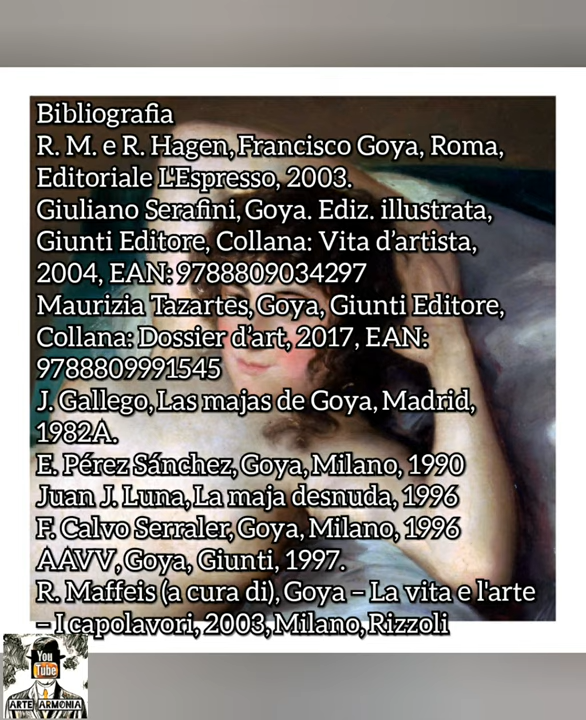 Bibliografia
R. M. e R. Hagen, Francisco Goya, Roma,
Editoriale L'Espresso, 2003.
Giuliano Serafini, Goya. Ediz. illustrata,
Giunti Editore, Collana: Vita d'artista,
2004, EAN: 9788809034297
Maurizia Tazartes, Goya, Giunti Editore,
Collana: Dossier d'art, 2017, EAN:
9788809991545
J. Gallego, Las majas de Goya, Madrid,
1982A.
E. Pérez Sánchez, Goya, Milano, 1990
Juan J. Luna, La maja desnuda, 1996
F. Calvo Serraler, Goya, Milano, 1996
AAVV, Goya, Giunti, 1997.
R. Maffeis (a cura di), Goya – La vita e l'arte
– I capolavori, 2003, Milano, Rizzoli
You
Tube
ARTE ARMONIA